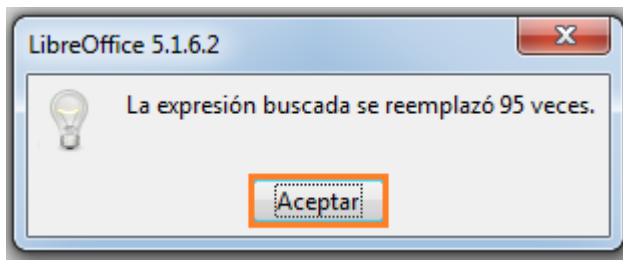 LibreOffice 5.1.6.2
La expresión buscada se reemplazó 95 veces.
Aceptar